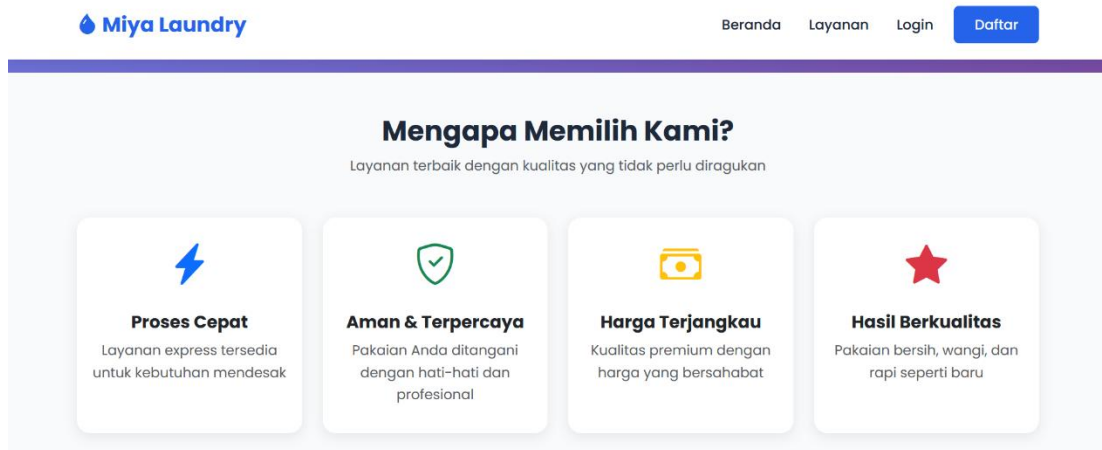 Miya Laundry
Beranda Layanan Login Daftar
Mengapa Memilih Kami?
Layanan terbaik dengan kualitas yang tidak perlu diragukan
Proses Cepat
Layanan express tersedia
untuk kebutuhan mendesak
Aman & Terpercaya
Pakaian Anda ditangani
dengan hati-hati dan
profesional
Harga Terjangkau
Kualitas premium dengan
harga yang bersahabat
Hasil Berkualitas
Pakaian bersih, wangi, dan
rapi seperti baru